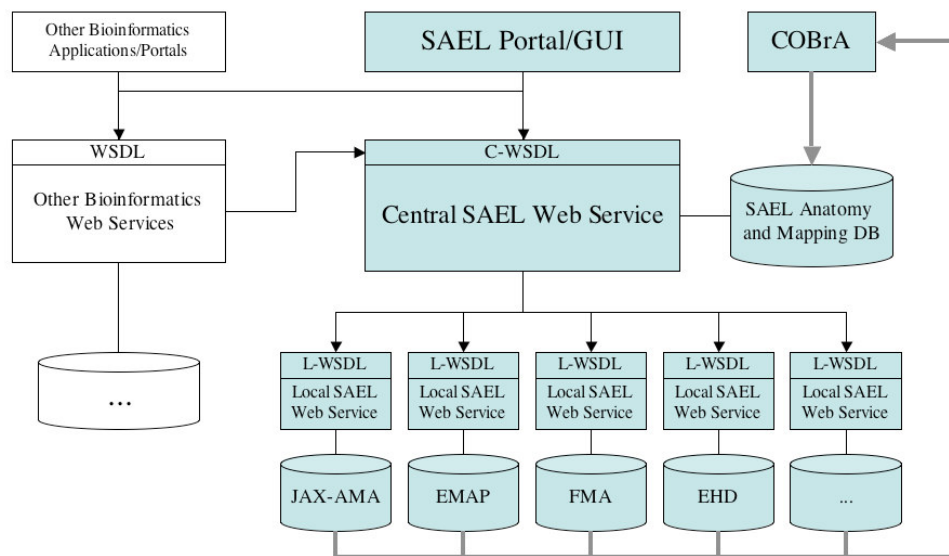 Other Bioinformatics
Applications/Portals
SAEL Portal/GUI
COBrA
WSDL
Other Bioinformatics
Web Services
C-WSDL
Central SAEL Web Service
SAEL Anatomy
and Mapping DB
...
L-WSDL
Local SAEL
Web Service
L-WSDL
Local SAEL
Web Service
L-WSDL
Local SAEL
Web Service
L-WSDL
Local SAEL
Web Service
L-WSDL
Local SAEL
Web Service
JAX-AMA
EMAP
FMA
EHD
...